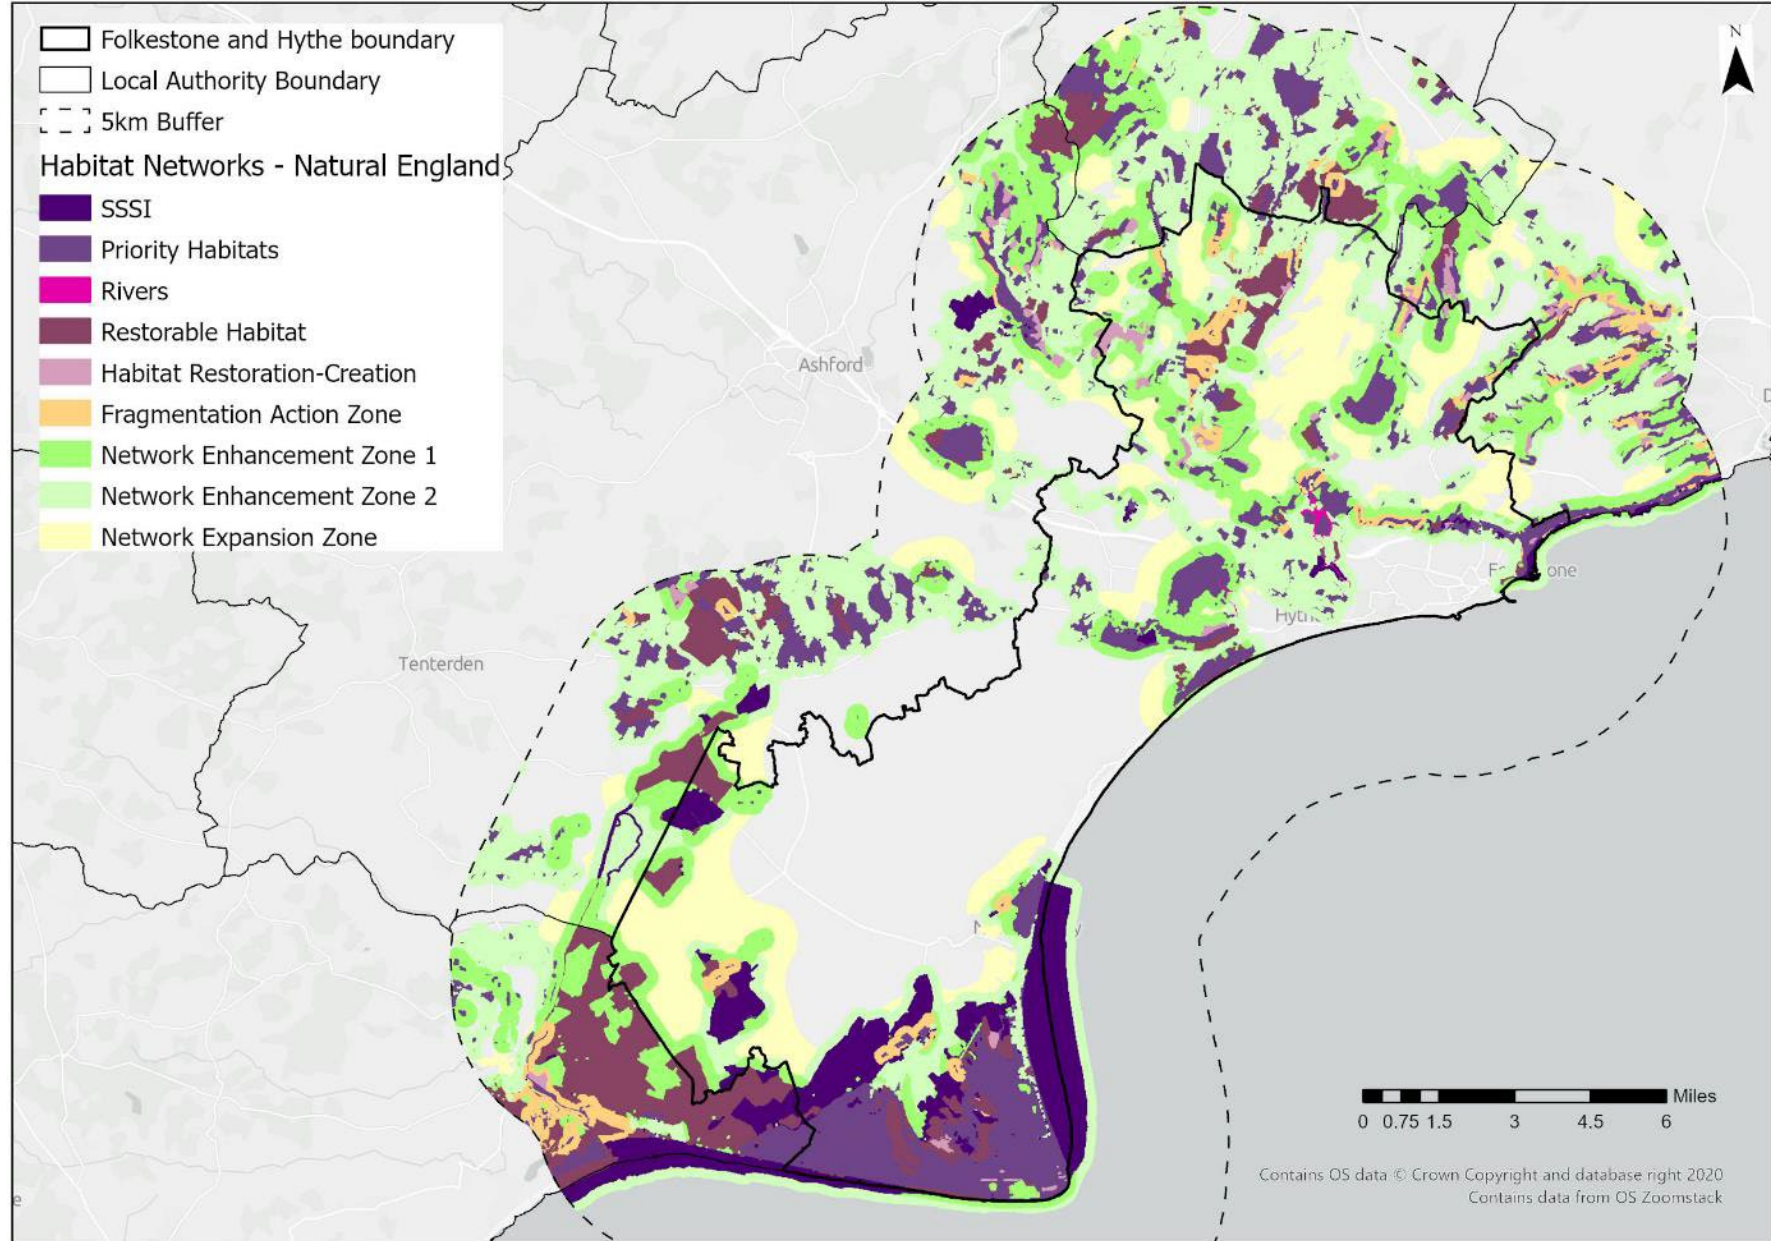 Folkestone and Hythe boundary
Local Authority Boundary
5km Buffer
Habitat Networks - Natural England
SSSI
Priority Habitats
Rivers
Restorable Habitat
Habitat Restoration-Creation
Fragmentation Action Zone
Network Enhancement Zone 1
Network Enhancement Zone 2
Network Expansion Zone
N
Ashford
Tenterden
Miles
0 0.75 1.5 3 4.5 6
Contains OS data © Crown Copyright and database right 2020
Contains data from OS Zoomstack